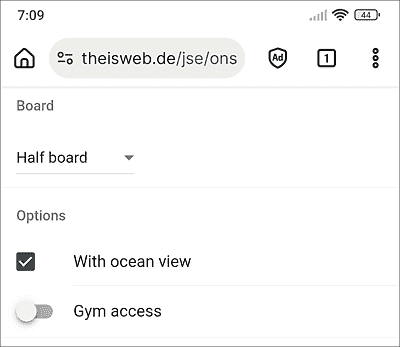 7:09
44
theisweb.de/jse/ons
Ad
1
Board
Half board
Options
With ocean view
Gym access